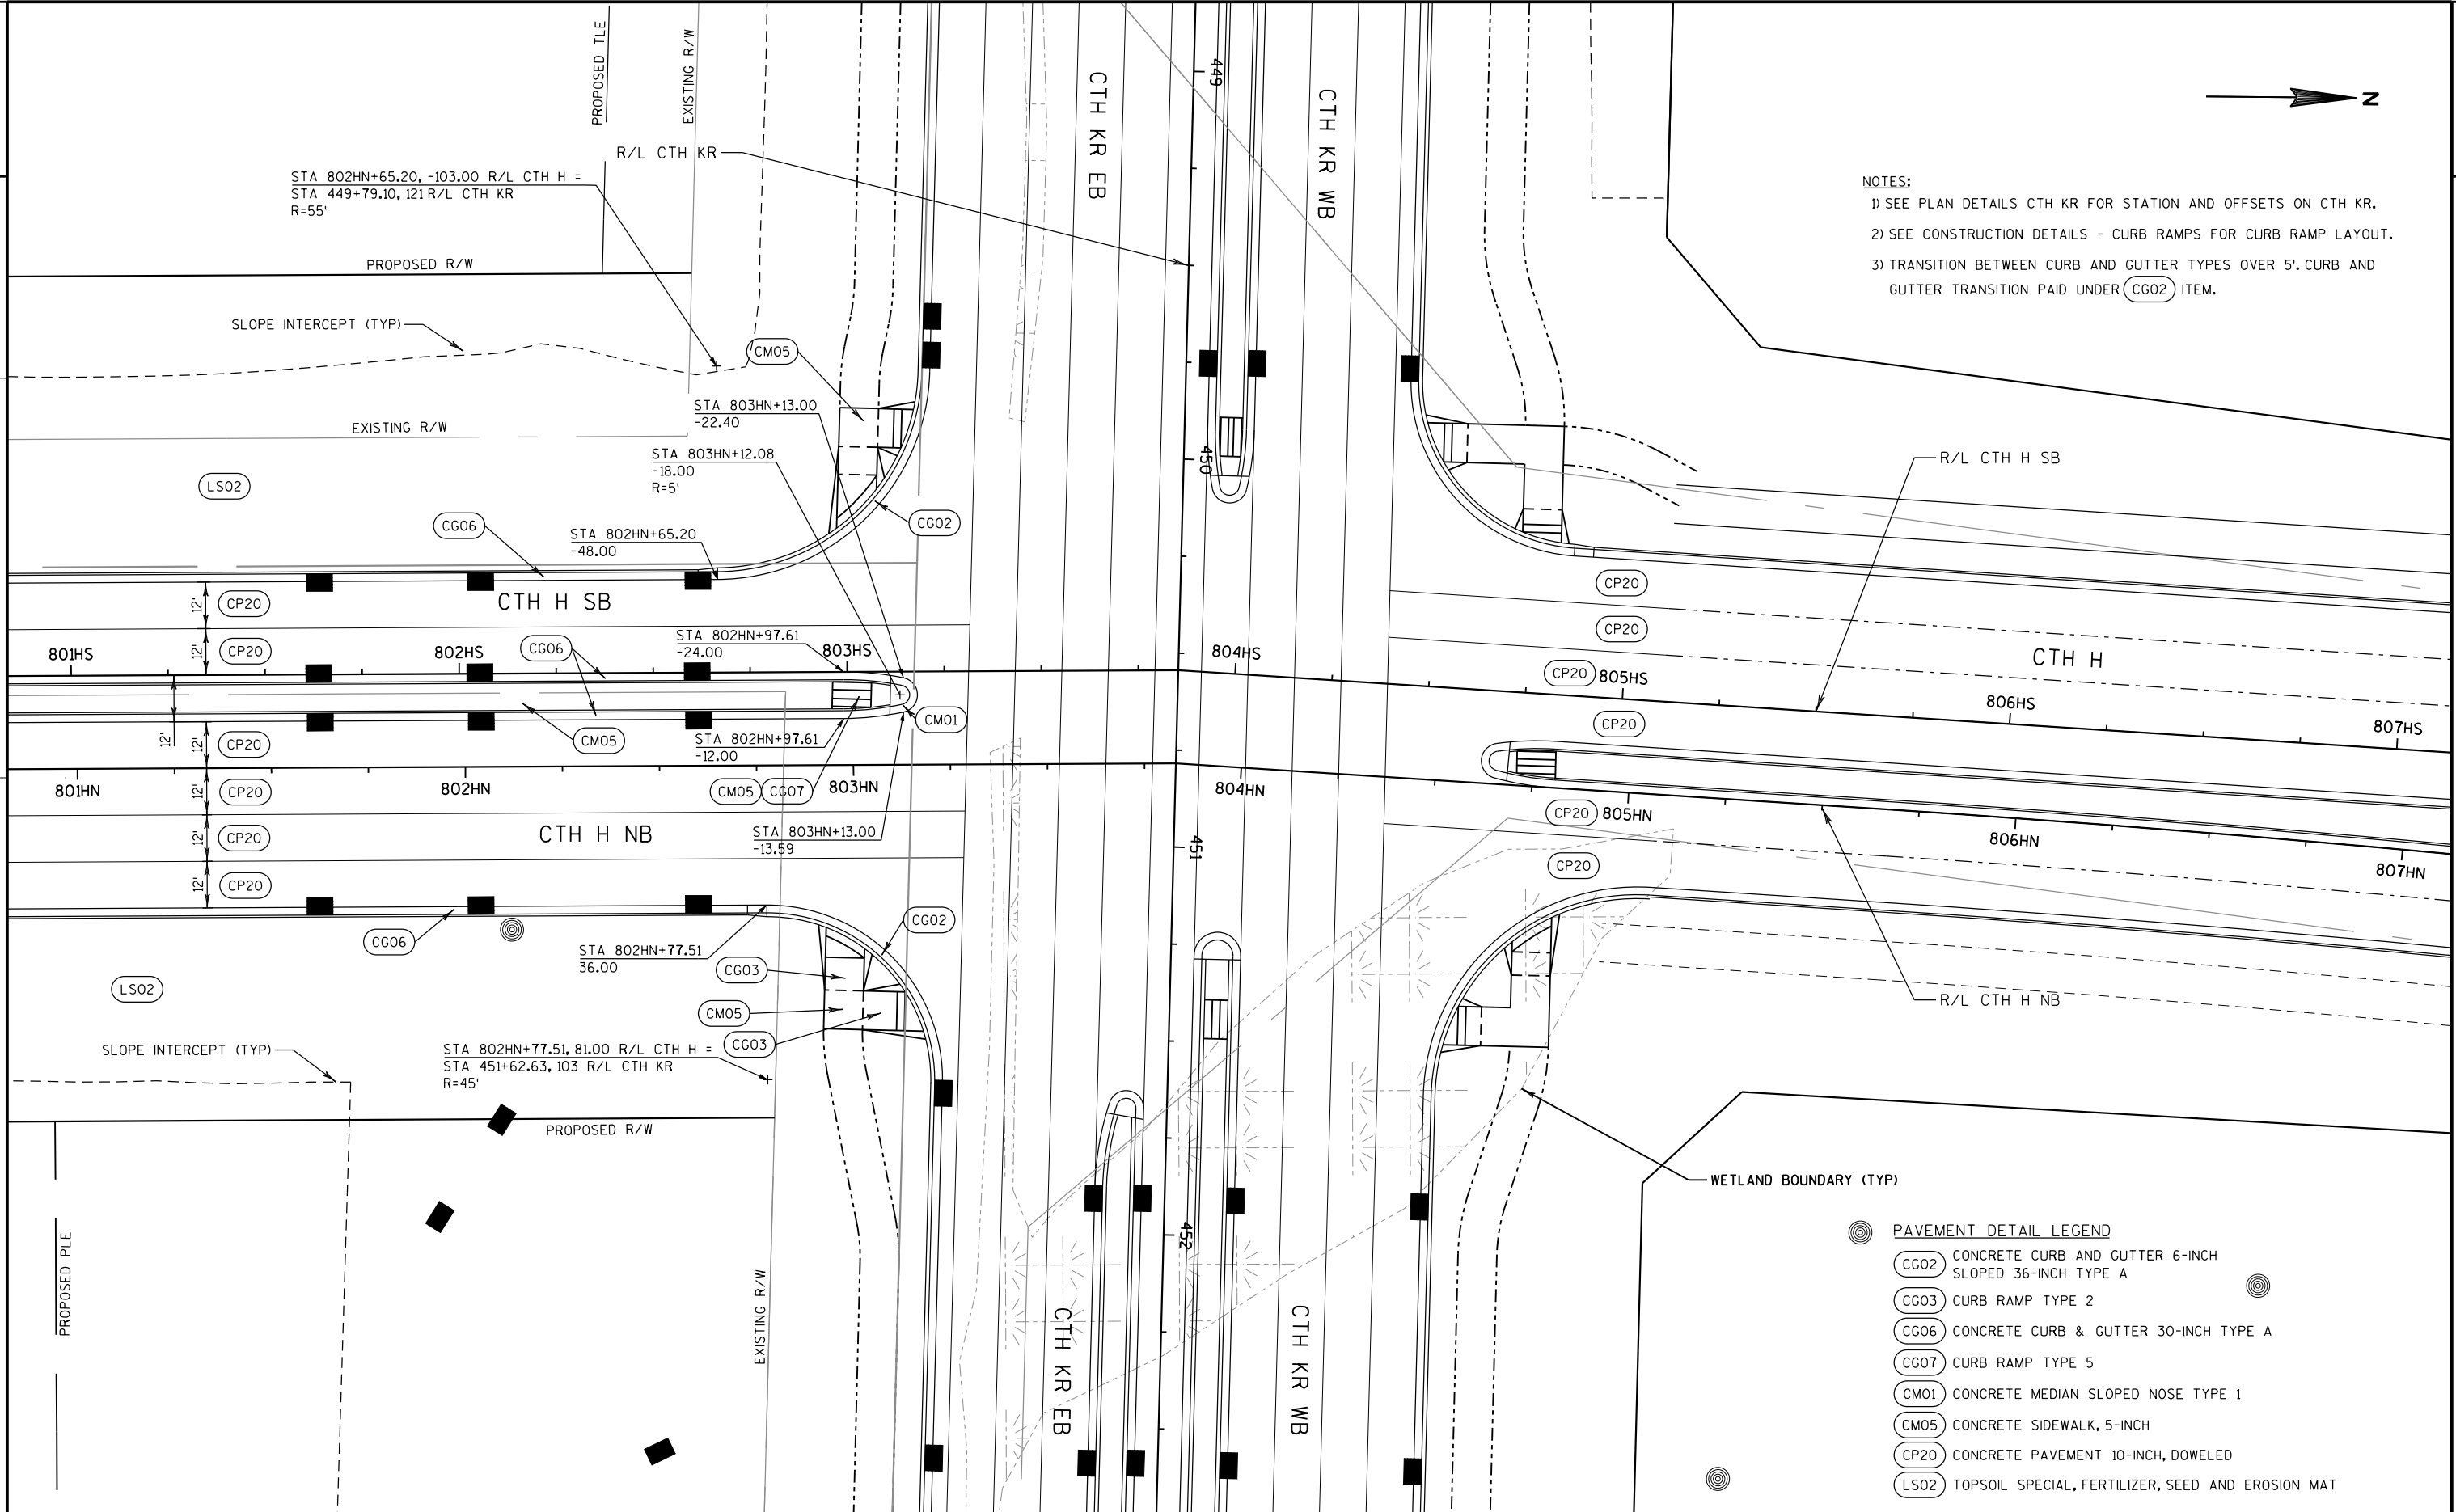 PROPOSED TLE
EXISTING R/W
CTH KR EB
449
CTH KR WB
N
R/L CTH KR
STA 802HN+65.20, -103.00 R/L CTH H =
STA 449+79.10, 121 R/L CTH KR
R=55'
NOTES:
1) SEE PLAN DETAILS CTH KR FOR STATION AND OFFSETS ON CTH KR.
2) SEE CONSTRUCTION DETAILS - CURB RAMPS FOR CURB RAMP LAYOUT.
3) TRANSITION BETWEEN CURB AND GUTTER TYPES OVER 5'. CURB AND
GUTTER TRANSITION PAID UNDER CG02 ITEM.
PROPOSED R/W
SLOPE INTERCEPT (TYP)
CM05
STA 803HN+13.00
-22.40
EXISTING R/W
STA 803HN+12.08
-18.00
R=5'
450
R/L CTH H SB
LS02
CG06
CG02
STA 802HN+65.20
-48.00
12'
CP20
CTH H SB
CP20
12'
CP20
CG06
STA 802HN+97.61
-24.00
CP20
801HS
802HS
803HS
804HS
CP20
805HS
CTH H
806HS
807HS
12'
12'
CP20
CM05
STA 802HN+97.61
-12.00
CM01
CP20
801HN
12'
CP20
802HN
CM05
CG07
803HN
804HN
CP20
805HN
806HN
807HN
12'
CP20
CTH H NB
STA 803HN+13.00
-13.59
451
12'
CP20
CP20
CG06
STA 802HN+77.51
36.00
CG02
CG03
LS02
CM05
CG03
R/L CTH H NB
SLOPE INTERCEPT (TYP)
STA 802HN+77.51, 81.00 R/L CTH H =
STA 451+62.63, 103 R/L CTH KR
R=45'
PROPOSED R/W
WETLAND BOUNDARY (TYP)
PROPOSED PLE
EXISTING R/W
452
CTH KR EB
CTH KR WB
PAVEMENT DETAIL LEGEND
CG02 CONCRETE CURB AND GUTTER 6-INCH
SLOPED 36-INCH TYPE A
CG03 CURB RAMP TYPE 2
CG06 CONCRETE CURB & GUTTER 30-INCH TYPE A
CG07 CURB RAMP TYPE 5
CM01 CONCRETE MEDIAN SLOPED NOSE TYPE 1
CM05 CONCRETE SIDEWALK, 5-INCH
CP20 CONCRETE PAVEMENT 10-INCH, DOWELED
LS02 TOPSOIL SPECIAL, FERTILIZER, SEED AND EROSION MAT